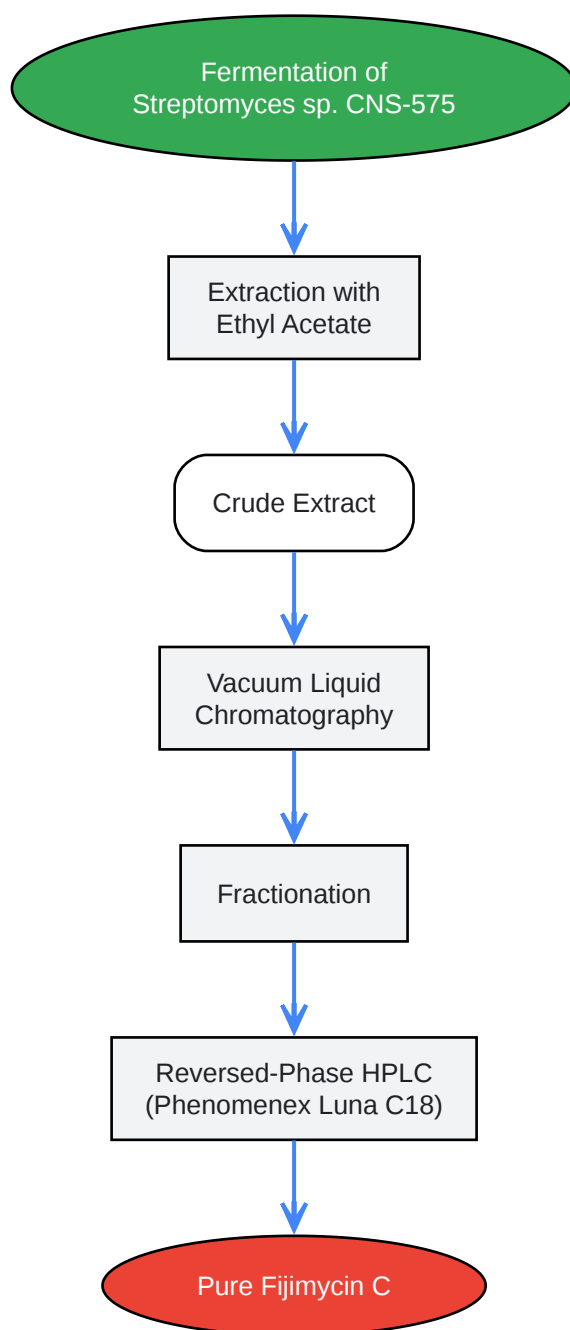 Fermentation of
Streptomyces sp. CNS-575
Extraction with
Ethyl Acetate
Crude Extract
Vacuum Liquid
Chromatography
Fractionation
Reversed-Phase HPLC
(Phenomenex Luna C18)
Pure Fijimycin C